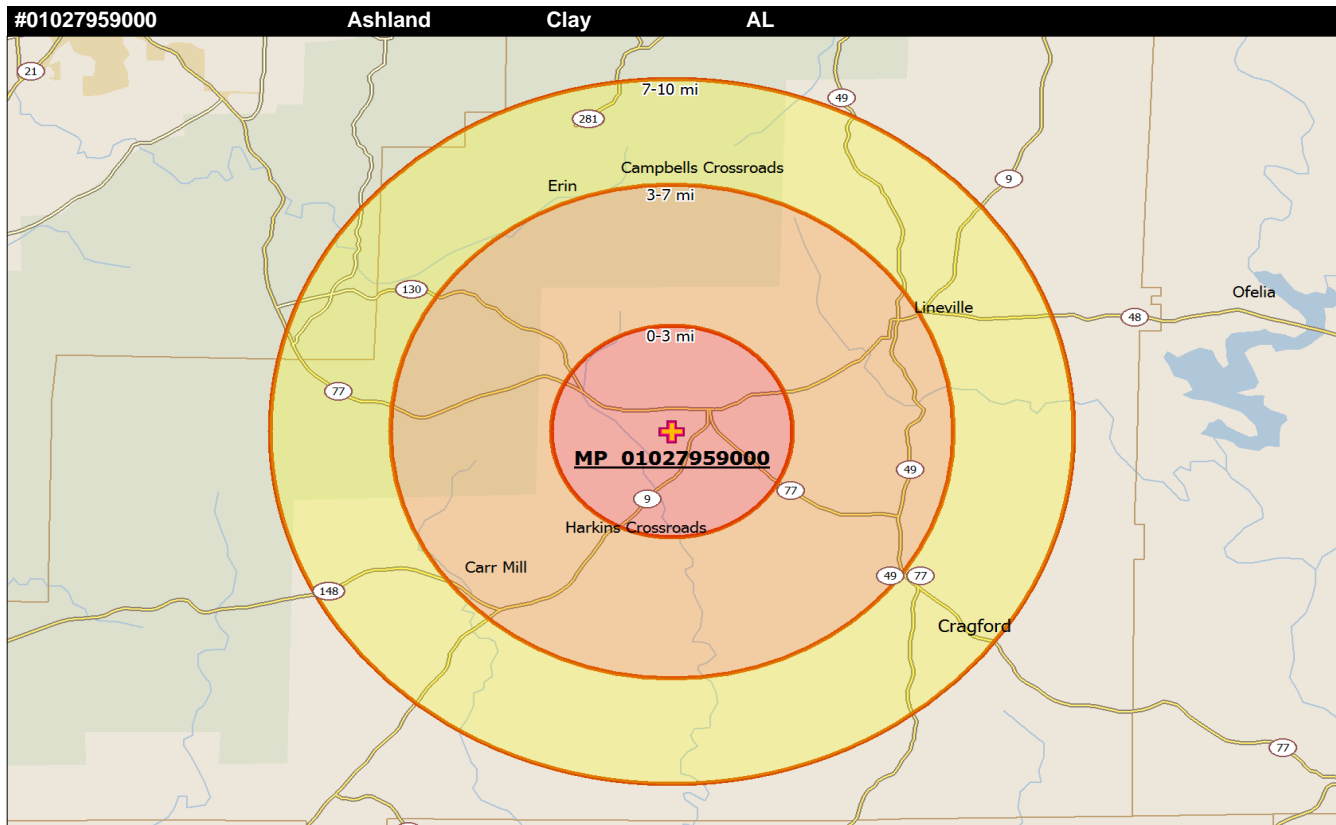 #01027959000 Ashland Clay AL
21
7-10 mi
49
281
Campbells Crossroads
9
Erin
3-7 mi
130
Ofelia
Lineville
48
0-3 mi
77
MP 01027959000
49
77
9
Harkins Crossroads
Carr Mill
49 77
148
Cragford
77